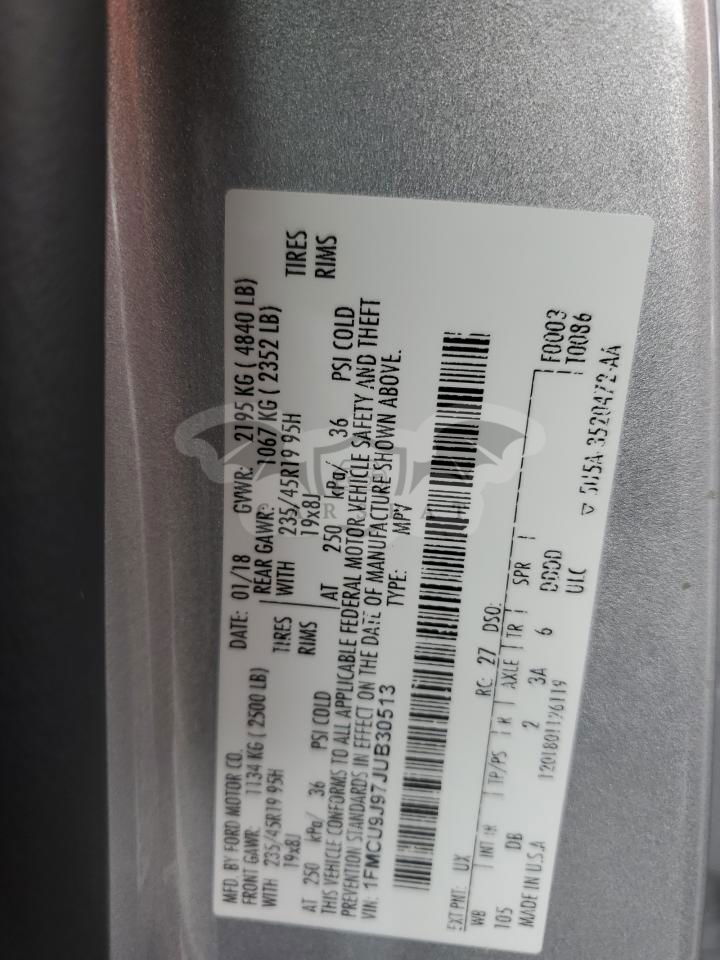 MFD. BY FORD MOTOR CO.
DATE: 01/18 GVWR: 2195 KG ( 4840 LB)
FRONT GAWR: 1134 KG ( 2500 LB) REAR GAWR: 1067 KG ( 2352 LB)
WITH 235/45R19 95H TIRES WITH 235/45R19 95H TIRES
19x8J RIMS 19x8J RIMS
AT 250 kPa/ 36 PSI COLD AT 250 kPa/ 36 PSI COLD
THIS VEHICLE CONFORMS TO ALL APPLICABLE FEDERAL MOTOR VEHICLE SAFETY AND THEFT
PREVENTION STANDARDS IN EFFECT ON THE DATE OF MANUFACTURE SHOWN ABOVE.
VIN: 1FMCU9J97JUB30513 TYPE: MPV
EXT PNT: UX RC: 27 DSO:
WB INT TR TP/PS R AXLE TR SPR F0003
105 DB 2 3A 6 DDDD T0086
MADE IN U.S.A 1201801126119 ULC
5U5A-3520472-AA